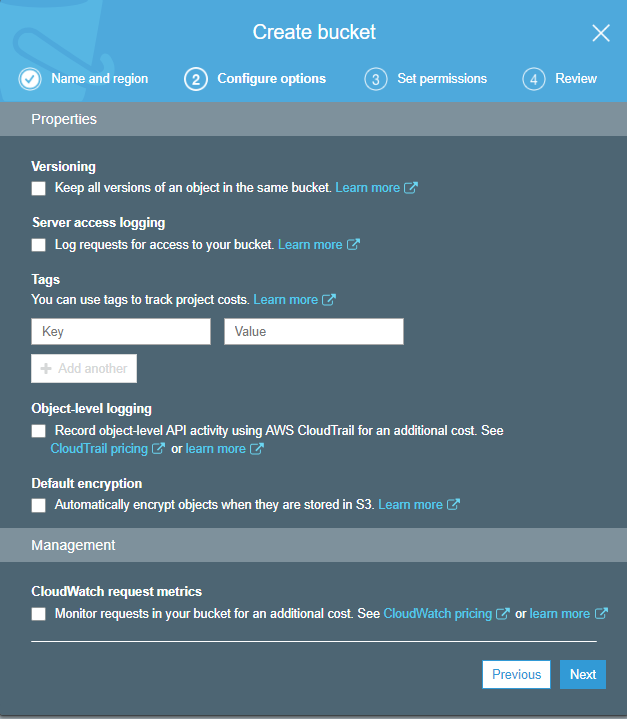 Create bucket
Name and region
2 Configure options
3 Set permissions
4 Review
Properties
Versioning
Keep all versions of an object in the same bucket. Learn more
Server access logging
Log requests for access to your bucket. Learn more
Tags
You can use tags to track project costs. Learn more
Key
Value
Add another
Object-level logging
Record object-level API activity using AWS CloudTrail for an additional cost. See
CloudTrail pricing or learn more
Default encryption
Automatically encrypt objects when they are stored in S3. Learn more
Management
CloudWatch request metrics
Monitor requests in your bucket for an additional cost. See CloudWatch pricing or learn more
Previous
Next